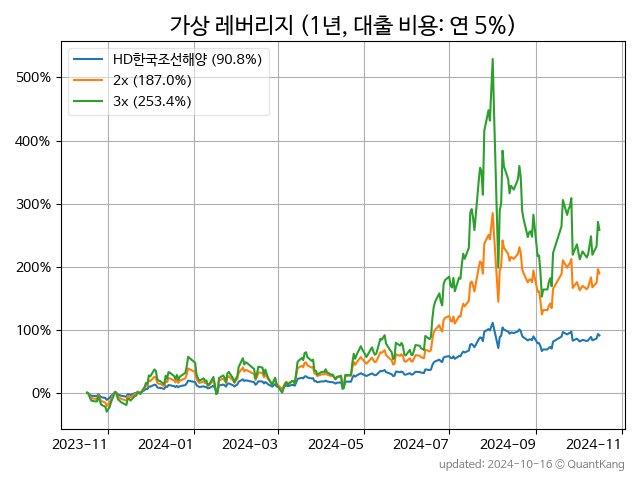 가상 레버리지 (1년, 대출 비용: 연 5%)
HD한국조선해양 (90.8%)
2x (187.0%)
3x (253.4%)
500%
400%
300%
200%
100%
0%
2023-11 2024-01 2024-03 2024-05 2024-07 2024-09 2024-11
updated: 2024-10-16 © QuantKang